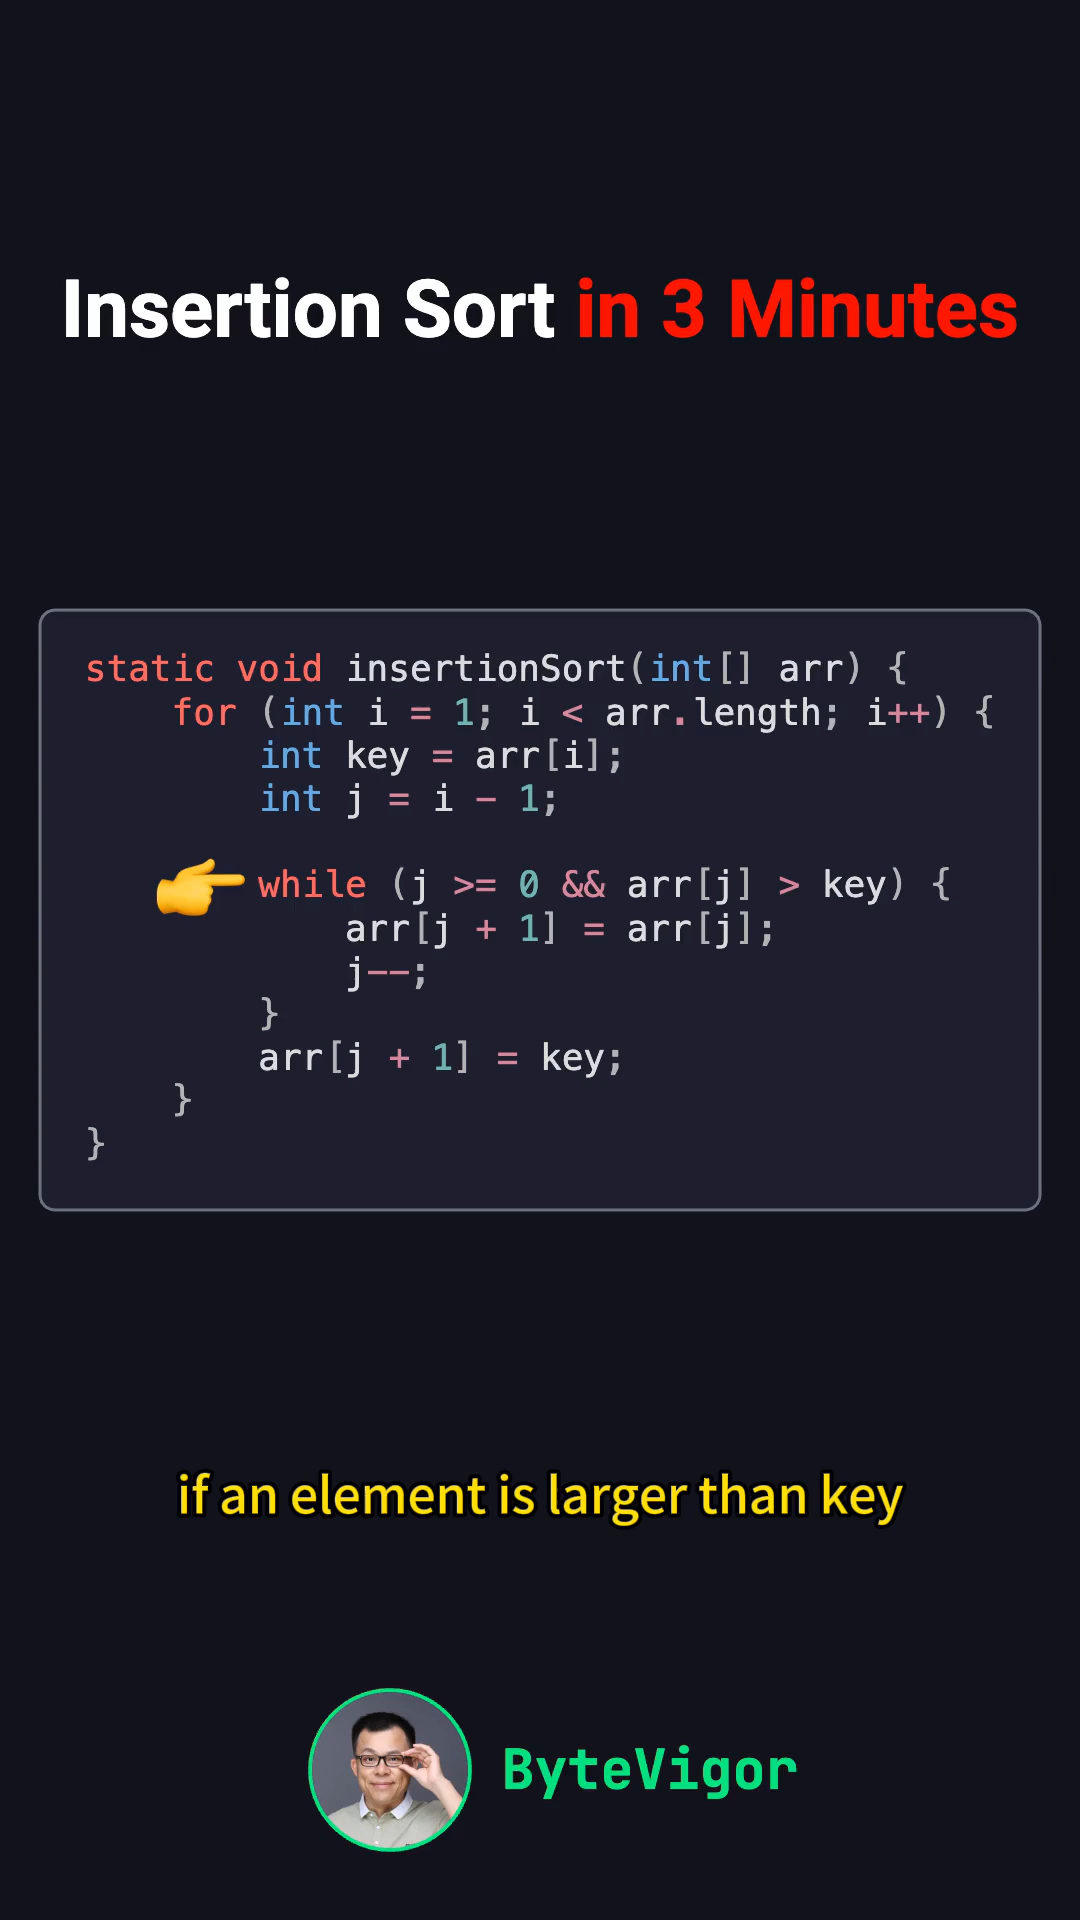 Insertion Sort in 3 Minutes
static void insertionSort(int[] arr) {
    for (int i = 1; i < arr.length; i++) {
        int key = arr[i];
        int j = i - 1;
        while (j >= 0 && arr[j] > key) {
            arr[j + 1] = arr[j];
            j--;
        }
        arr[j + 1] = key;
    }
}
if an element is larger than key
ByteVigor